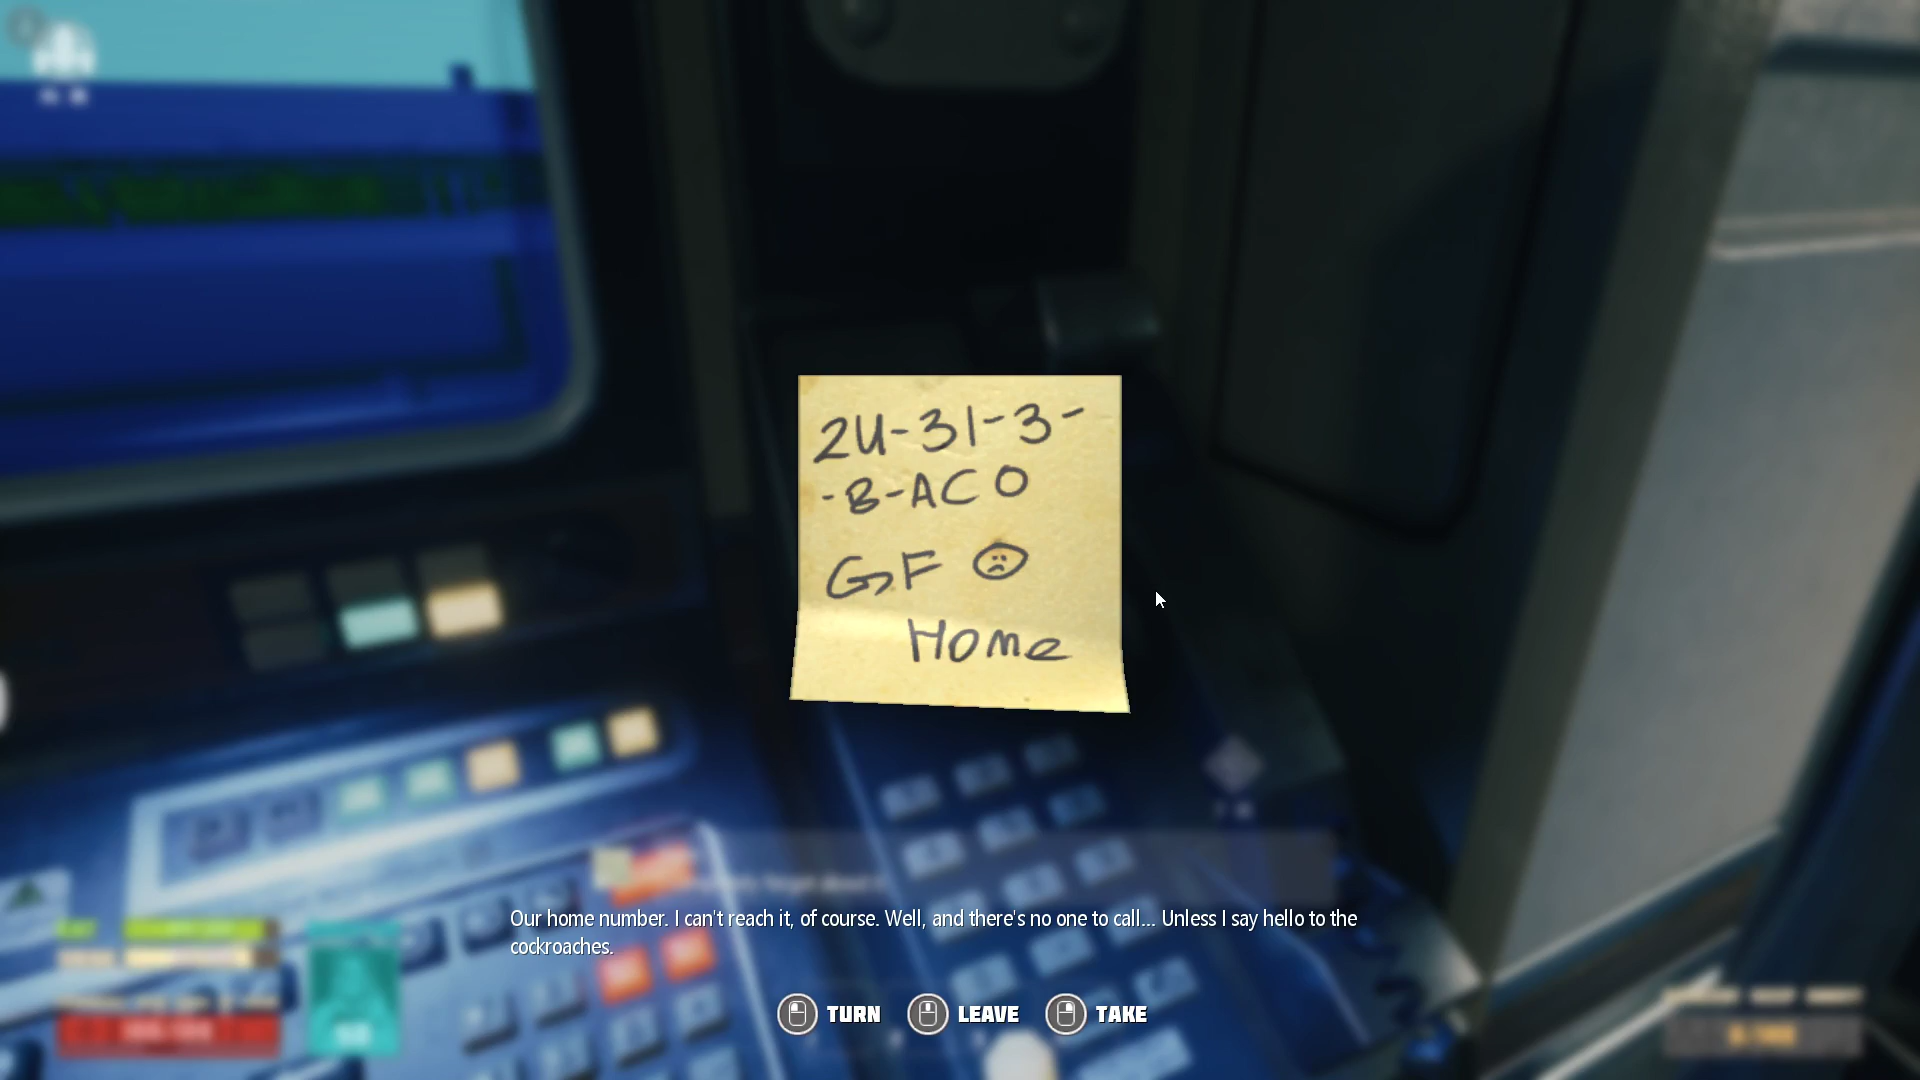 2U-31-3-
-B-ACO
GF
Home
Our home number. I can't reach it, of course. Well, and there's no one to call... Unless I say hello to the
cockroaches.
TURN LEAVE TAKE